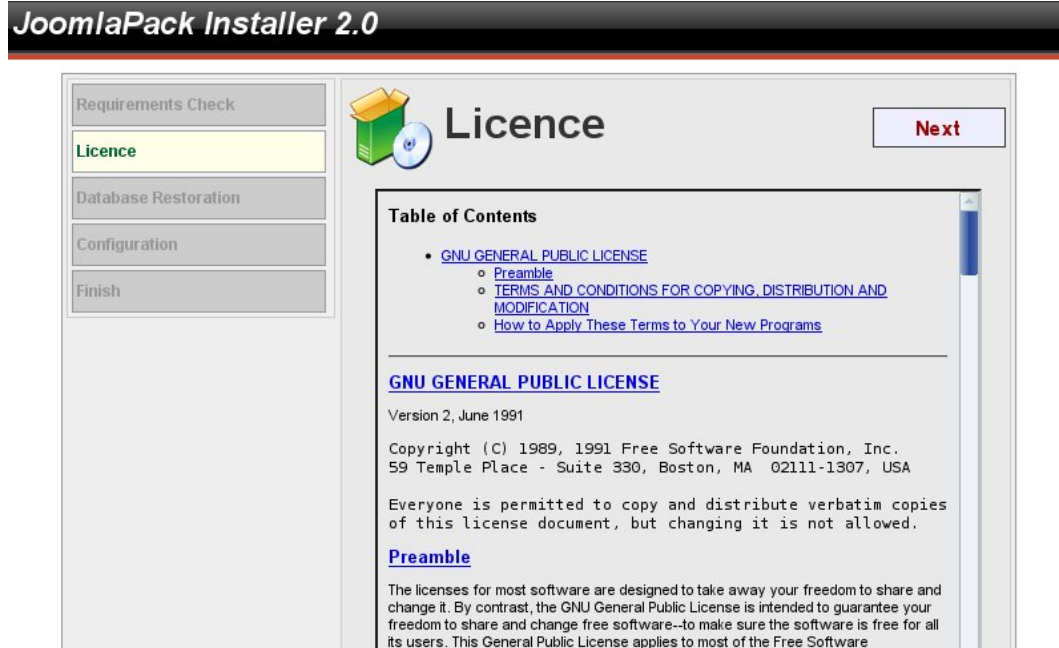 JoomlaPack Installer 2.0
Requirements Check
Licence
Database Restoration
Configuration
Finish
Licence
Next
Table of Contents
GNU GENERAL PUBLIC LICENSE
Preamble
TERMS AND CONDITIONS FOR COPYING, DISTRIBUTION AND
MODIFICATION
How to Apply These Terms to Your New Programs
GNU GENERAL PUBLIC LICENSE
Version 2, June 1991
Copyright (C) 1989, 1991 Free Software Foundation, Inc.
59 Temple Place - Suite 330, Boston, MA  02111-1307, USA
Everyone is permitted to copy and distribute verbatim copies
of this license document, but changing it is not allowed.
Preamble
The licenses for most software are designed to take away your freedom to share and
change it. By contrast, the GNU General Public License is intended to guarantee your
freedom to share and change free software--to make sure the software is free for all
its users. This General Public License applies to most of the Free Software